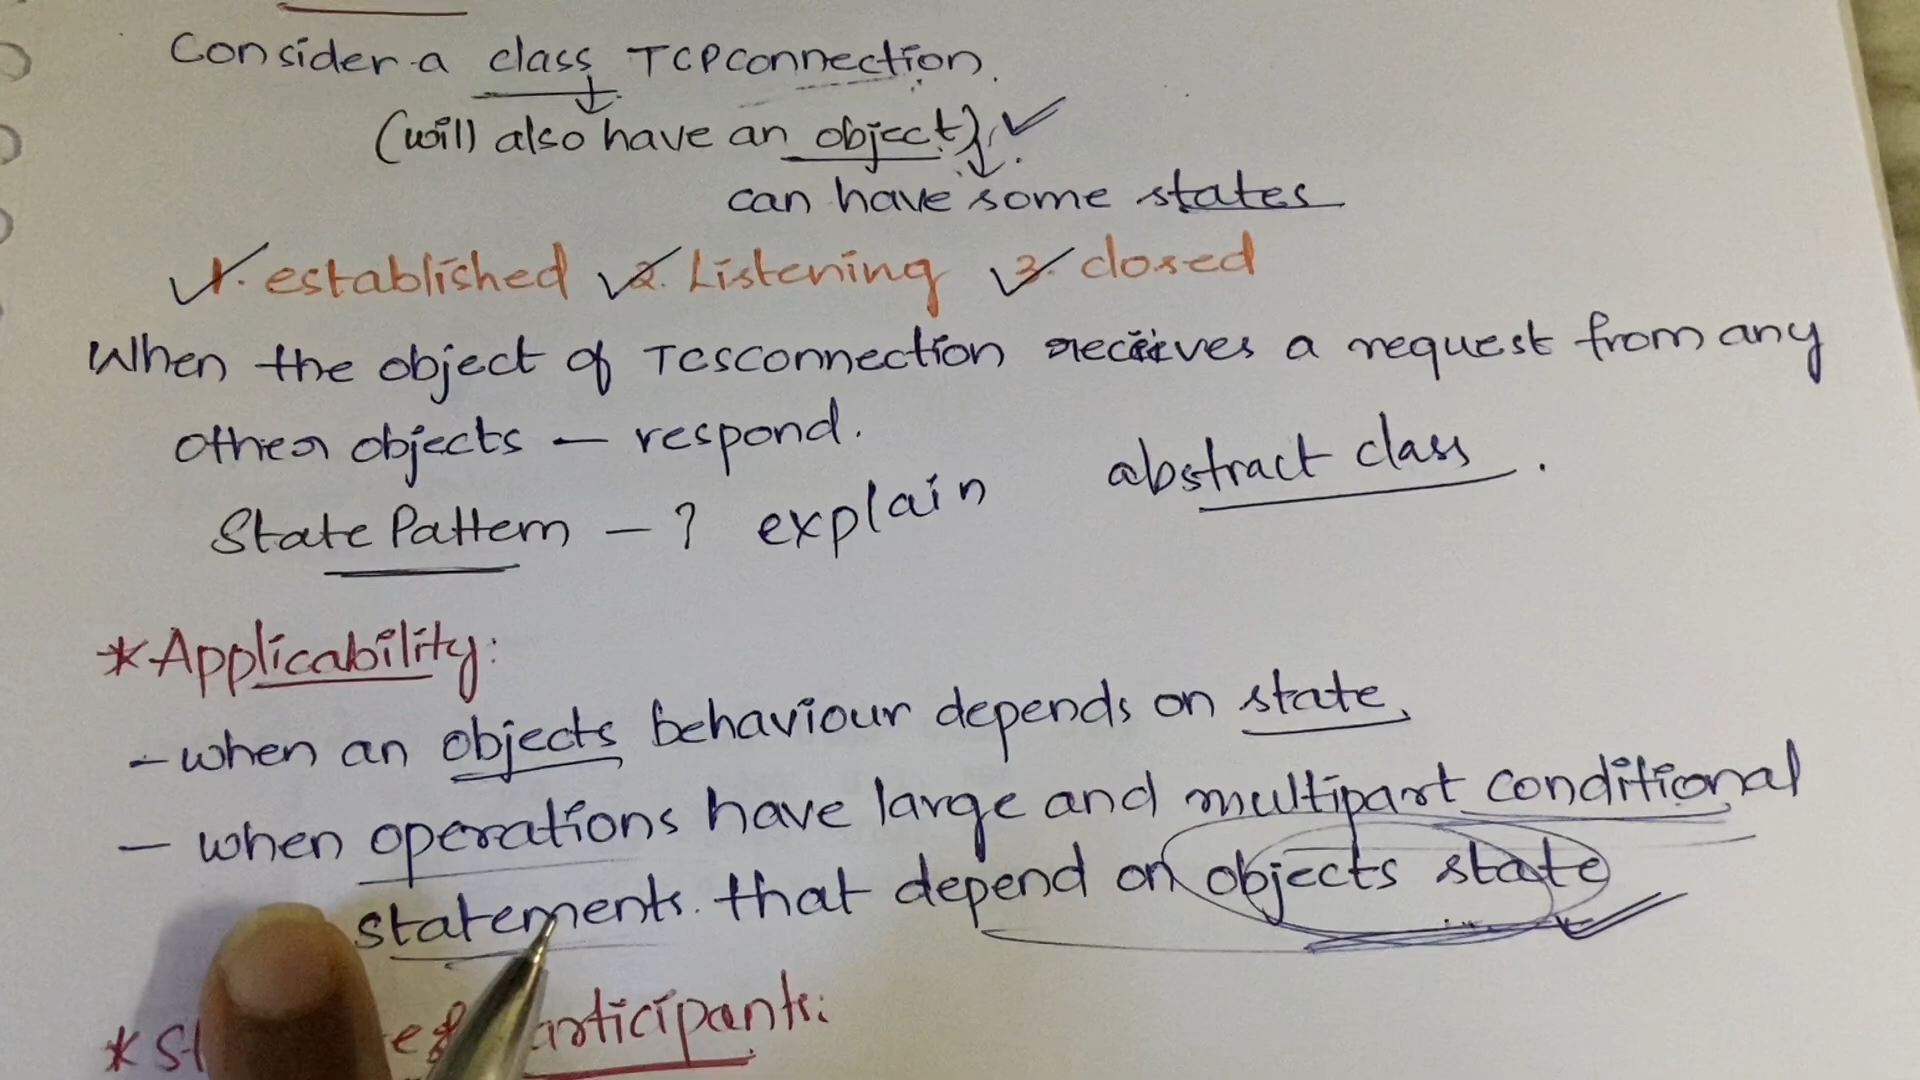 Consider a class TCPconnection.
(will also have an object)
can have some states
1. established 2. Listening 3. closed
When the object of TCSconnection receives a request from any
other objects – respond.
abstract class.
State Pattern – ? explain
*Applicability:
- when an objects behaviour depends on state.
- when operations have large and multipart conditional
statements that depend on objects state
* participants: